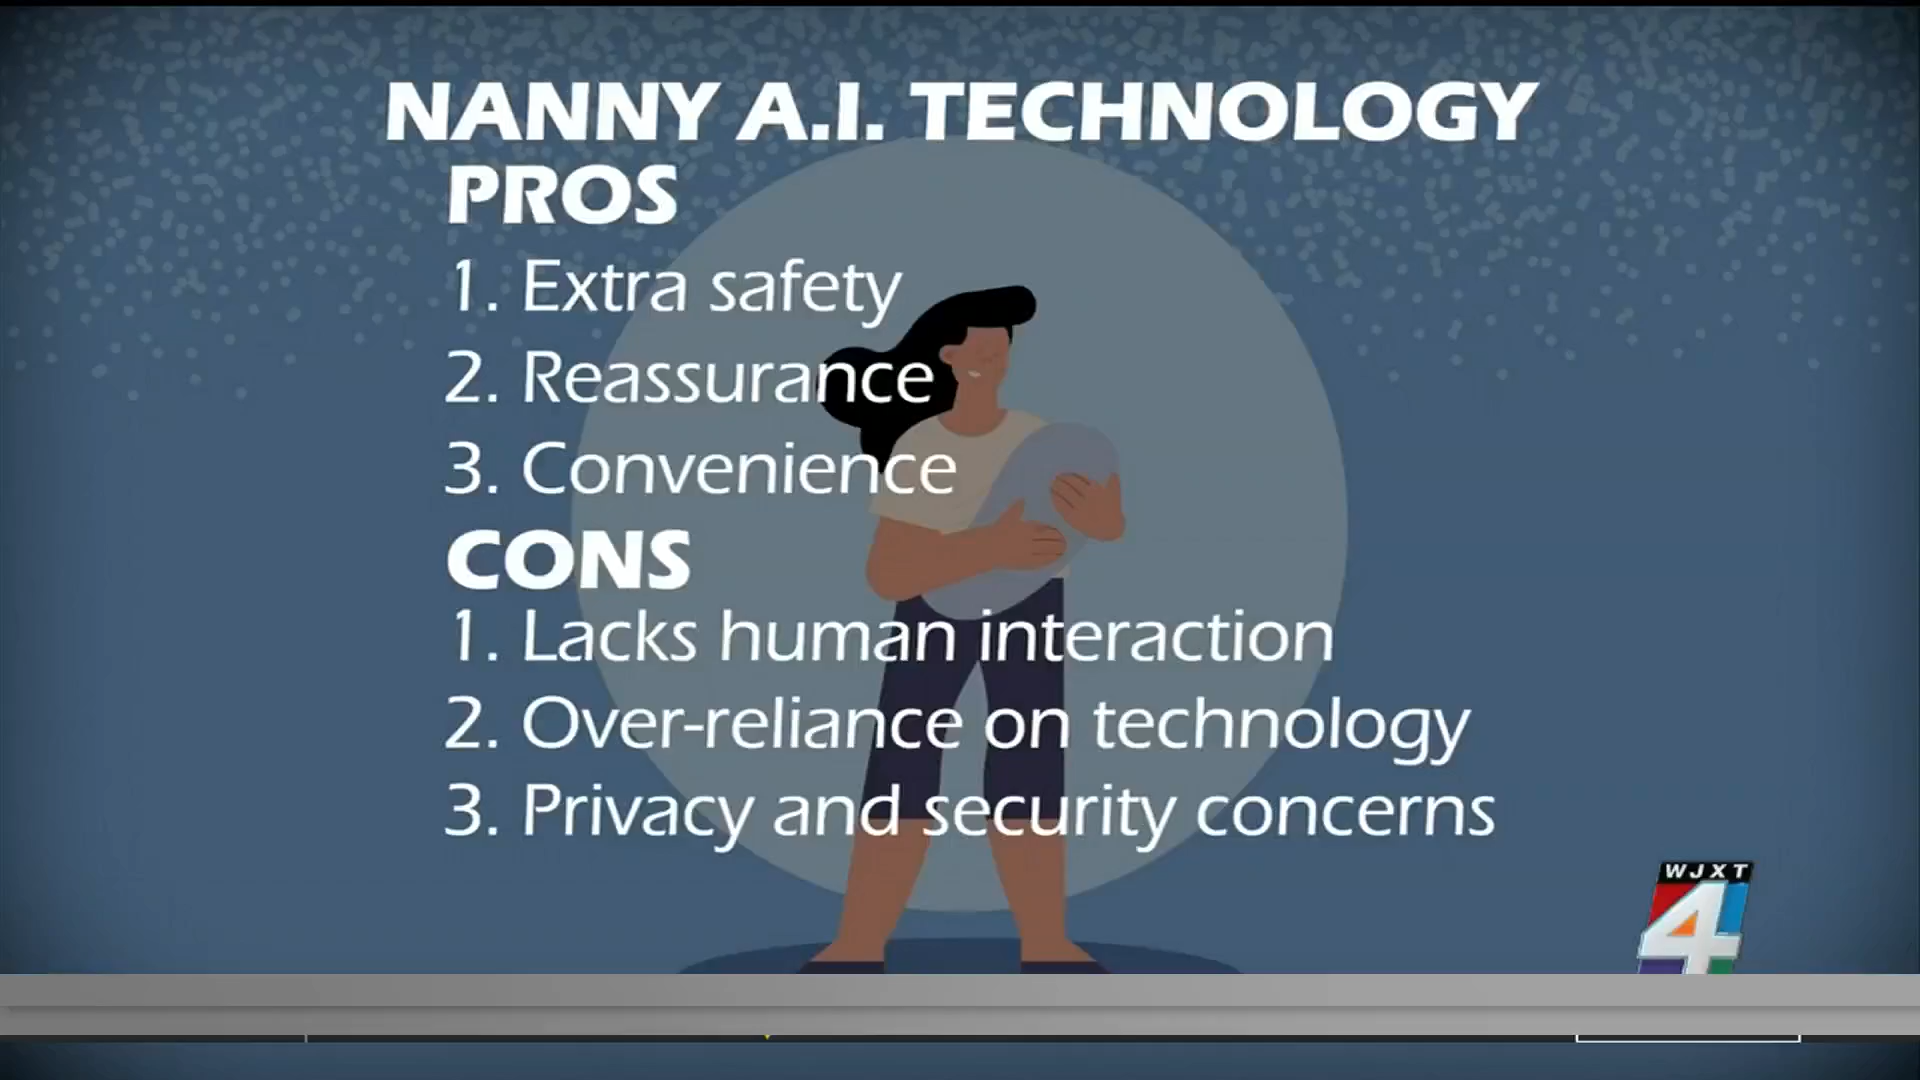 NANNY A.I. TECHNOLOGY
PROS
1. Extra safety
2. Reassurance
3. Convenience
CONS
1. Lacks human interaction
2. Over-reliance on technology
3. Privacy and security concerns
WJXT
4